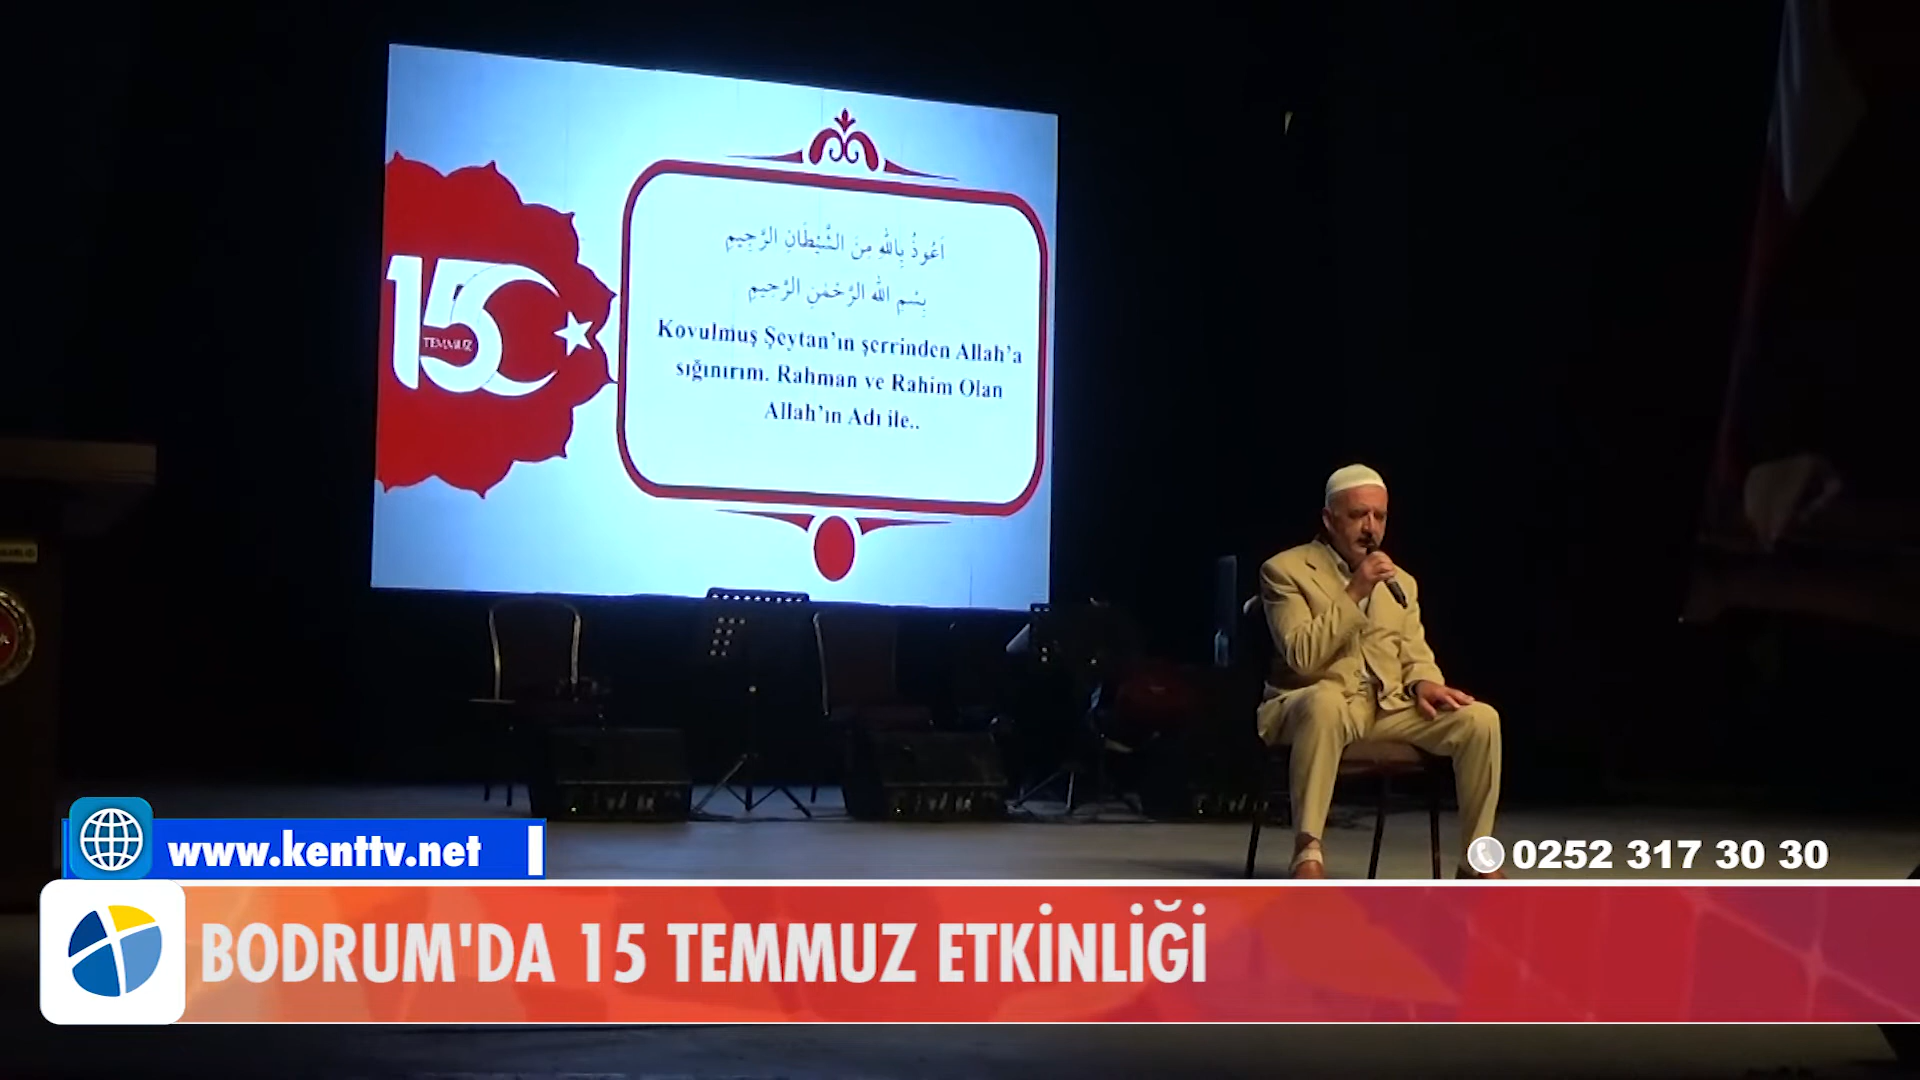 اَعُوذُ بِاللّٰهِ مِنَ الشَّيْطَانِ الرَّجِيمِ
بِسْمِ اللّٰهِ الرَّحْمٰنِ الرَّحِيمِ
Kovulmuş Şeytan'ın şerrinden Allah'a
sığınırım. Rahman ve Rahim Olan
Allah'ın Adı ile..
15
TEMMUZ
www.kenttv.net
0252 317 30 30
BODRUM'DA 15 TEMMUZ ETKİNLİĞİ